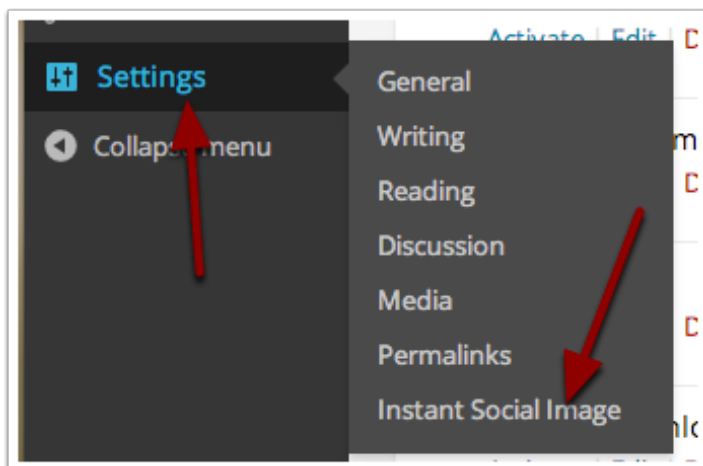 Activate | Edit | D
Settings
General
Collapse menu
Writing
Reading
Discussion
Media
Permalinks
Instant Social Image